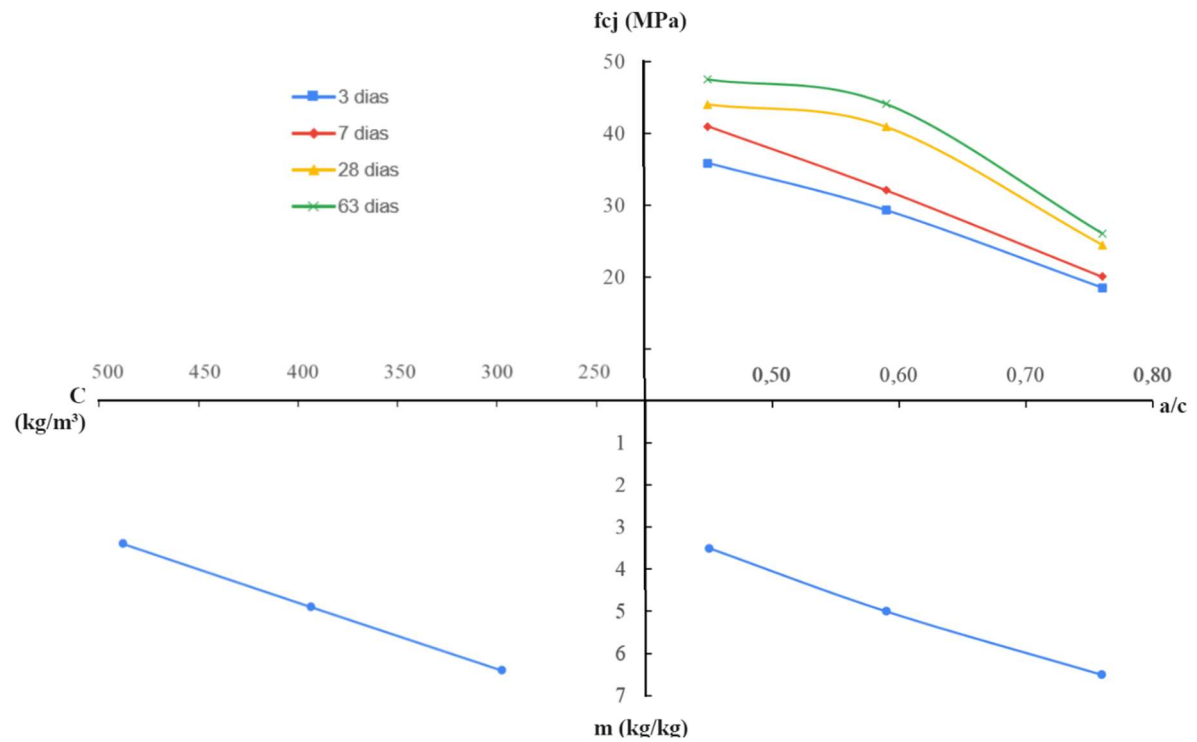 fcj (MPa)
50
40
30
20
3 dias
7 dias
28 dias
63 dias
500 450 400 350 300 250
0,50 0,60 0,70 0,80
C
(kg/m³)
a/c
1
2
3
4
5
6
7
m (kg/kg)